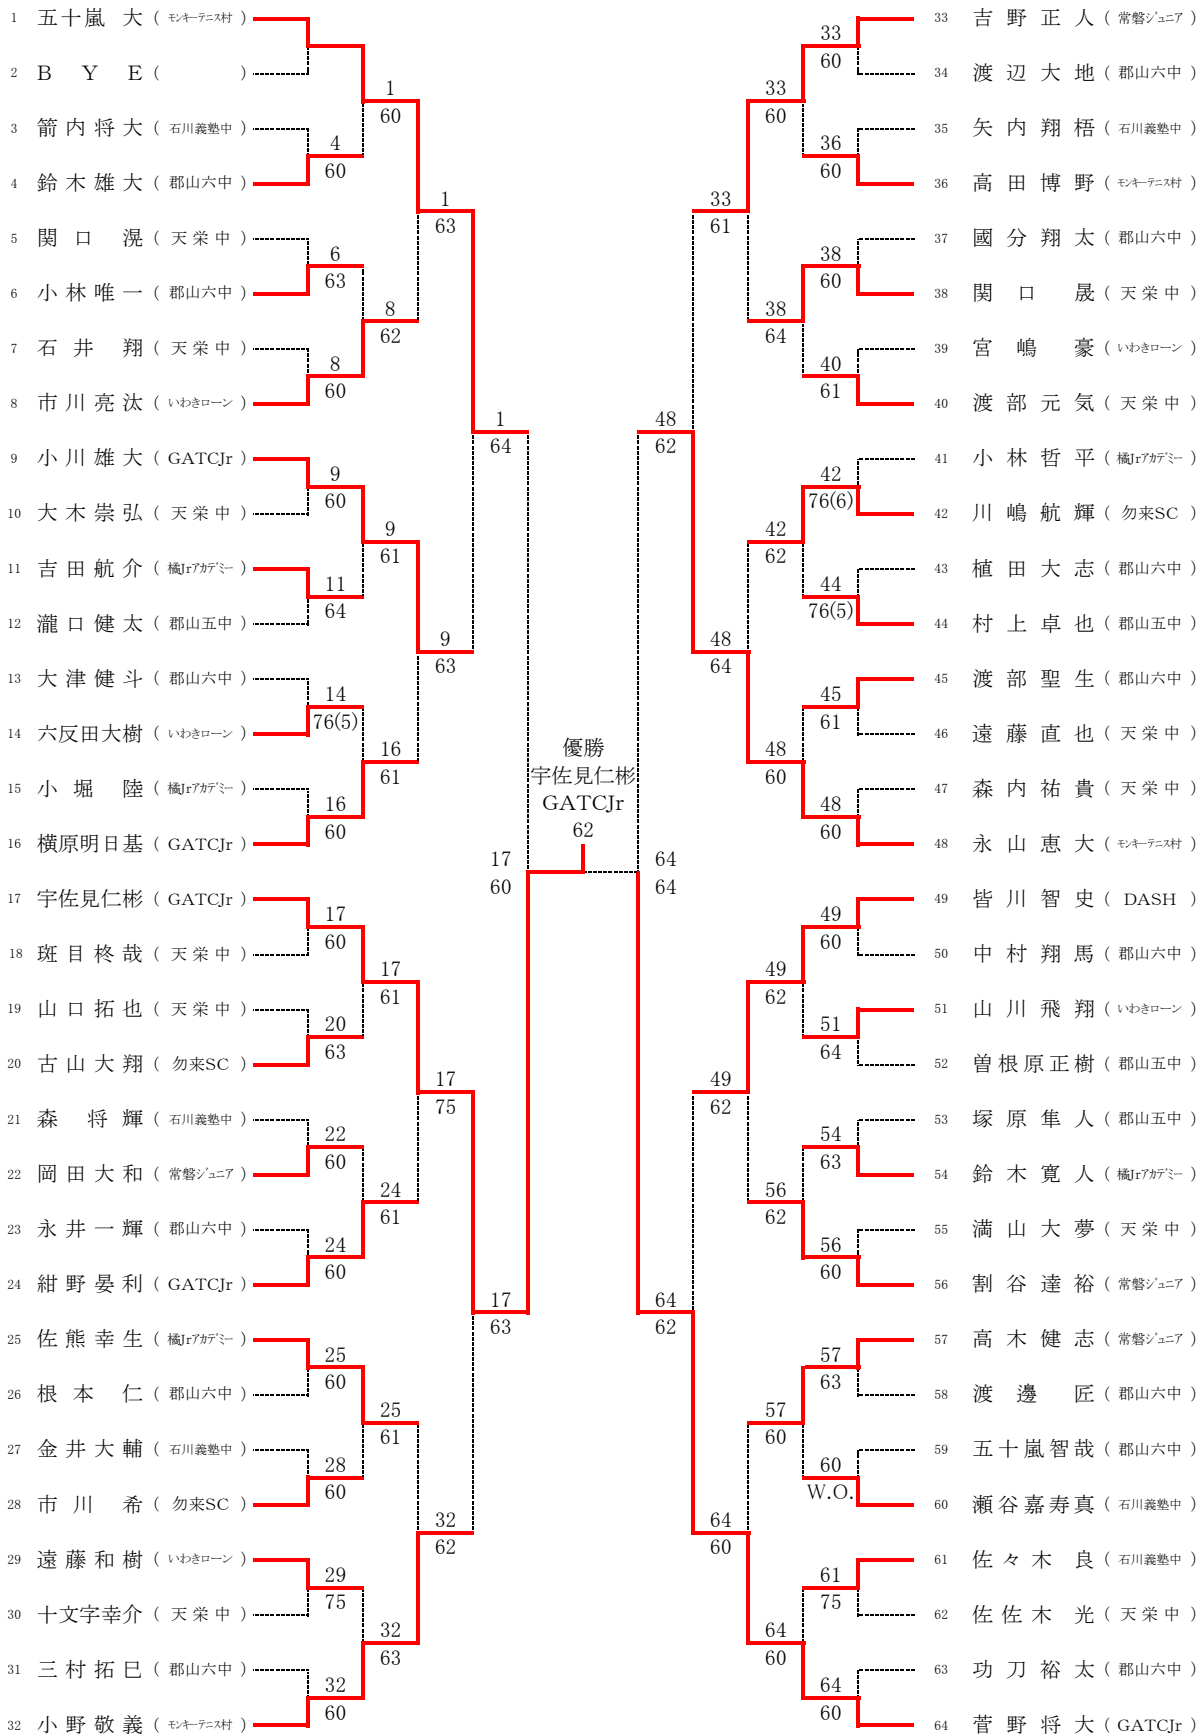 1 五十嵐 大 ( モンキーテニス村 )
2 B Y E ( )
3 箭内将大 ( 石川義塾中 )
4 鈴木雄大 ( 郡山六中 )
5 関口 滉 ( 天栄中 )
6 小林唯一 ( 郡山六中 )
7 石井 翔 ( 天栄中 )
8 市川亮汰 ( いわきローン )
9 小川雄大 ( GATCJr )
10 大木崇弘 ( 天栄中 )
11 吉田航介 ( 橘Jrアカデミー )
12 瀧口健太 ( 郡山五中 )
13 大津健斗 ( 郡山六中 )
14 六反田大樹 ( いわきローン )
15 小堀 陸 ( 橘Jrアカデミー )
16 横原明日基 ( GATCJr )
17 宇佐見仁彬 ( GATCJr )
18 斑目柊哉 ( 天栄中 )
19 山口拓也 ( 天栄中 )
20 古山大翔 ( 勿来SC )
21 森 将輝 ( 石川義塾中 )
22 岡田大和 ( 常磐ジュニア )
23 永井一輝 ( 郡山六中 )
24 紺野晏利 ( GATCJr )
25 佐熊幸生 ( 橘Jrアカデミー )
26 根本 仁 ( 郡山六中 )
27 金井大輔 ( 石川義塾中 )
28 市川 希 ( 勿来SC )
29 遠藤和樹 ( いわきローン )
30 十文字幸介 ( 天栄中 )
31 三村拓巳 ( 郡山六中 )
32 小野敬義 ( モンキーテニス村 )
4
60
6
63
8
60
9
60
11
64
14
76(5)
16
60
17
60
20
63
22
60
24
60
25
60
28
60
29
75
32
60
1
60
8
62
9
61
16
61
17
61
24
61
25
61
32
63
1
63
9
63
17
75
32
62
1
64
17
63
17
60
優勝
宇佐見仁彬
GATCJr
62
64
64
48
62
64
62
33
61
48
64
49
62
64
60
33
60
38
64
42
62
48
60
49
62
56
62
57
60
64
60
33
60
36
60
38
60
40
61
42
76(6)
44
76(5)
45
61
48
60
49
60
51
64
54
63
56
60
57
63
60
W.O.
61
75
64
60
33 吉野正人 ( 常磐ジュニア )
34 渡辺大地 ( 郡山六中 )
35 矢内翔梧 ( 石川義塾中 )
36 高田博野 ( モンキーテニス村 )
37 國分翔太 ( 郡山六中 )
38 関口 晟 ( 天栄中 )
39 宮嶋 豪 ( いわきローン )
40 渡部元気 ( 天栄中 )
41 小林哲平 ( 橘Jrアカデミー )
42 川嶋航輝 ( 勿来SC )
43 植田大志 ( 郡山六中 )
44 村上卓也 ( 郡山五中 )
45 渡部聖生 ( 郡山六中 )
46 遠藤直也 ( 天栄中 )
47 森内祐貴 ( 天栄中 )
48 永山恵大 ( モンキーテニス村 )
49 皆川智史 ( DASH )
50 中村翔馬 ( 郡山六中 )
51 山川飛翔 ( いわきローン )
52 曽根原正樹 ( 郡山五中 )
53 塚原隼人 ( 郡山五中 )
54 鈴木寛人 ( 橘Jrアカデミー )
55 満山大夢 ( 天栄中 )
56 割谷達裕 ( 常磐ジュニア )
57 高木健志 ( 常磐ジュニア )
58 渡邊 匠 ( 郡山六中 )
59 五十嵐智哉 ( 郡山六中 )
60 瀬谷嘉寿真 ( 石川義塾中 )
61 佐々木 良 ( 石川義塾中 )
62 佐佐木 光 ( 天栄中 )
63 功刀裕太 ( 郡山六中 )
64 菅野将大 ( GATCJr )